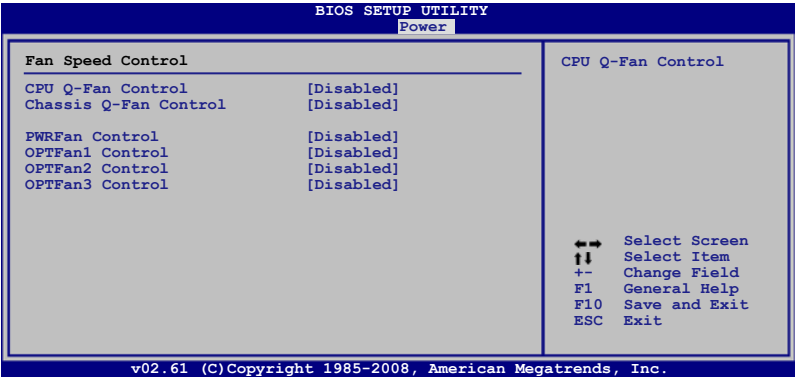 BIOS SETUP UTILITY
Power
Fan Speed Control
CPU Q-Fan Control [Disabled]
Chassis Q-Fan Control [Disabled]
PWRFan Control [Disabled]
OPTFan1 Control [Disabled]
OPTFan2 Control [Disabled]
OPTFan3 Control [Disabled]
CPU Q-Fan Control
←→ Select Screen
↑↓ Select Item
+- Change Field
F1 General Help
F10 Save and Exit
ESC Exit
v02.61 (C)Copyright 1985-2008, American Megatrends, Inc.